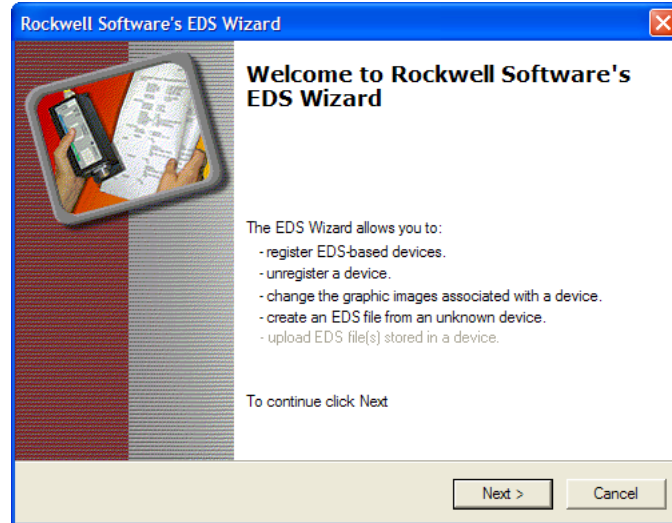 Rockwell Software's EDS Wizard
Welcome to Rockwell Software's
EDS Wizard
The EDS Wizard allows you to:
- register EDS-based devices.
- unregister a device.
- change the graphic images associated with a device.
- create an EDS file from an unknown device.
- upload EDS file(s) stored in a device.
To continue click Next
Next >
Cancel